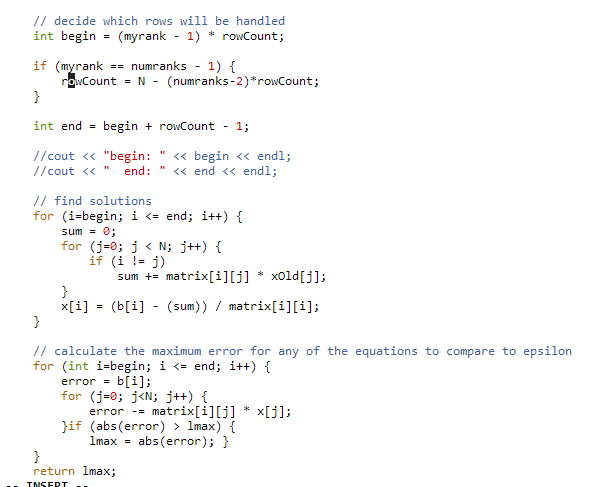 // decide which rows will be handled
    int begin = (myrank - 1) * rowCount;

    if (myrank == numranks - 1) {
        rowCount = N - (numranks-2)*rowCount;
    }

    int end = begin + rowCount - 1;

    //cout << "begin: " << begin << endl;
    //cout << "  end: " << end << endl;

    // find solutions
    for (i=begin; i <= end; i++) {
        sum = 0;
        for (j=0; j < N; j++) {
            if (i != j)
                sum += matrix[i][j] * xOld[j];
        }
        x[i] = (b[i] - (sum)) / matrix[i][i];
    }

    // calculate the maximum error for any of the equations to compare to epsilon
    for (int i=begin; i <= end; i++) {
        error = b[i];
        for (j=0; j<N; j++) {
            error -= matrix[i][j] * x[j];
        }if (abs(error) > lmax) {
            lmax = abs(error); }
    }
    return lmax;
-- INSERT --